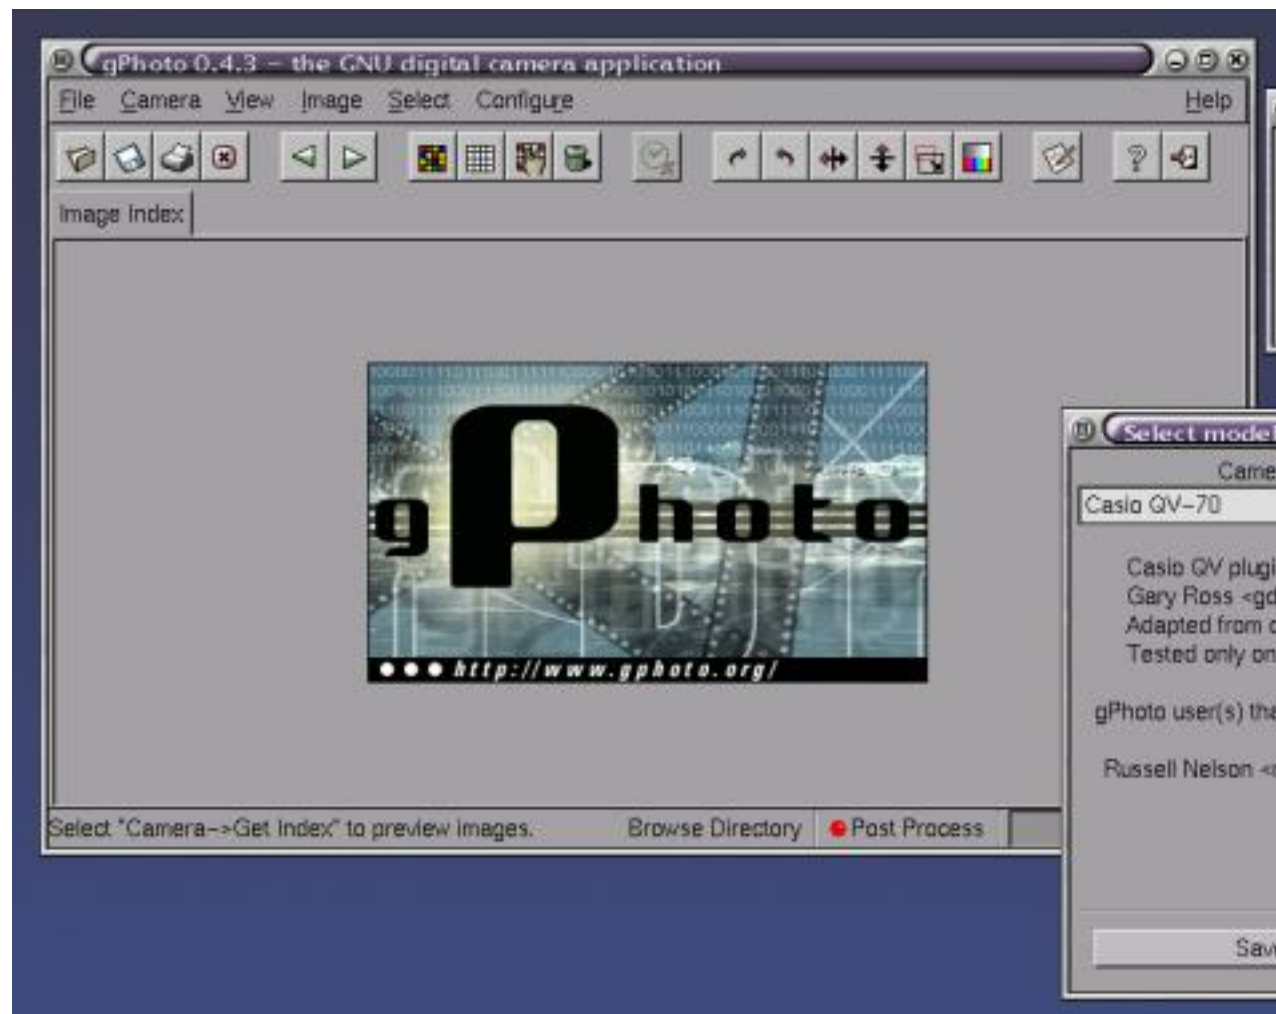 gPhoto 0.4.3 – the GNU digital camera application
File Camera View Image Select Configure Help
Image Index
gPhoto
http://www.gphoto.org/
Select "Camera->Get Index" to preview images. Browse Directory Post Process
Select model
Came
Casio QV-70
Casio QV plugi
Gary Ross <gd
Adapted from
Tested only on
gPhoto user(s) tha
Russell Nelson <
Save